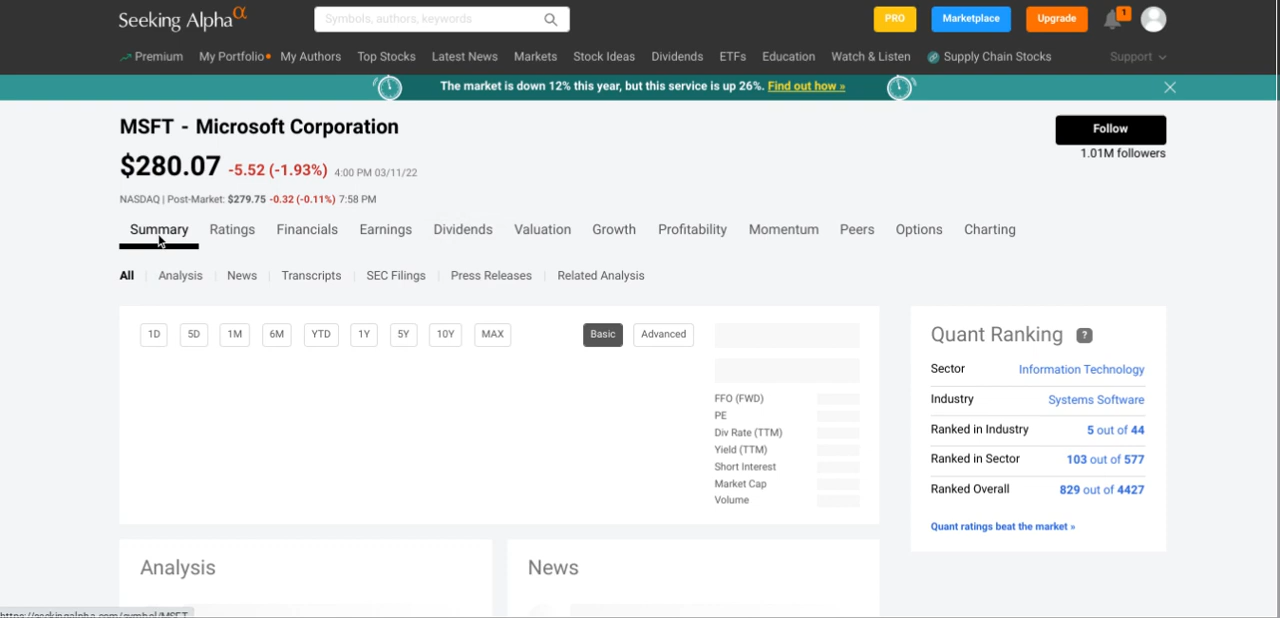 Seeking Alpha α
Symbols, authors, keywords
PRO
Marketplace
Upgrade
1
Premium My Portfolio My Authors Top Stocks Latest News Markets Stock Ideas Dividends ETFs Education Watch & Listen Supply Chain Stocks Support
The market is down 12% this year, but this service is up 26%. Find out how »
MSFT - Microsoft Corporation
Follow
1.01M followers
$280.07 -5.52 (-1.93%) 4:00 PM 03/11/22
NASDAQ | Post-Market: $279.75 -0.32 (-0.11%) 7:58 PM
Summary Ratings Financials Earnings Dividends Valuation Growth Profitability Momentum Peers Options Charting
All | Analysis | News | Transcripts | SEC Filings | Press Releases | Related Analysis
1D 5D 1M 6M YTD 1Y 5Y 10Y MAX Basic Advanced
FFO (FWD)
PE
Div Rate (TTM)
Yield (TTM)
Short Interest
Market Cap
Volume
Quant Ranking ?
Sector Information Technology
Industry Systems Software
Ranked in Industry 5 out of 44
Ranked in Sector 103 out of 577
Ranked Overall 829 out of 4427
Quant ratings beat the market »
Analysis
News
https://seekingalpha.com/symbol/MSFT